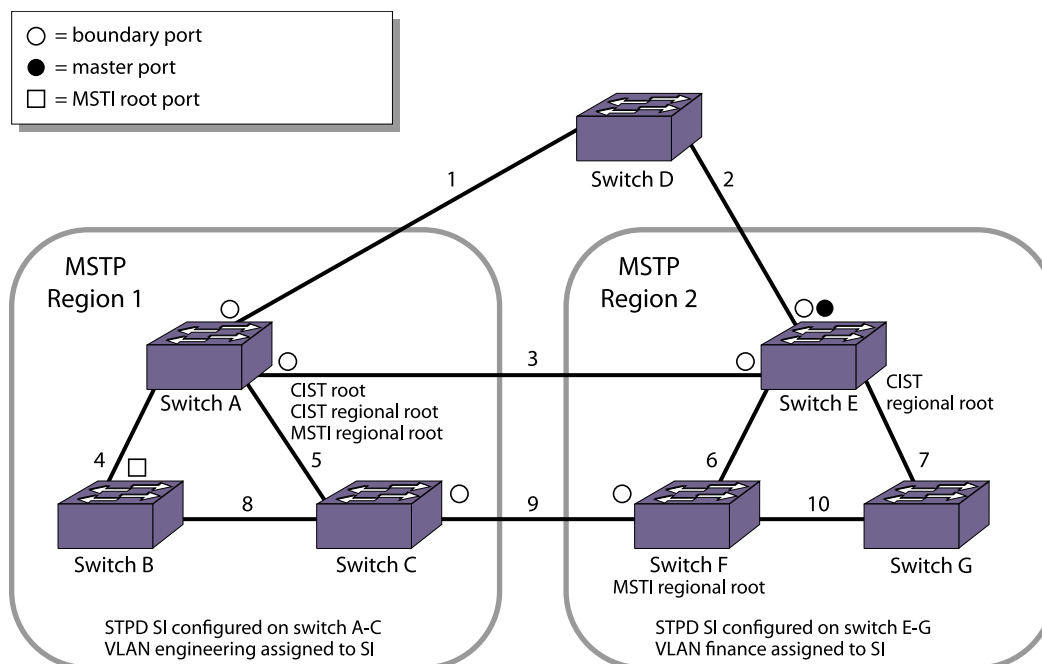 = boundary port
= master port
= MSTI root port
Switch D
1
2
MSTP
Region 1
MSTP
Region 2
3
Switch A
CIST root
CIST regional root
MSTI regional root
Switch E
CIST
regional root
4
5
6
7
8
9
10
Switch B
Switch C
Switch F
MSTI regional root
Switch G
STPD SI configured on switch A-C
VLAN engineering assigned to SI
STPD SI configured on switch E-G
VLAN finance assigned to SI